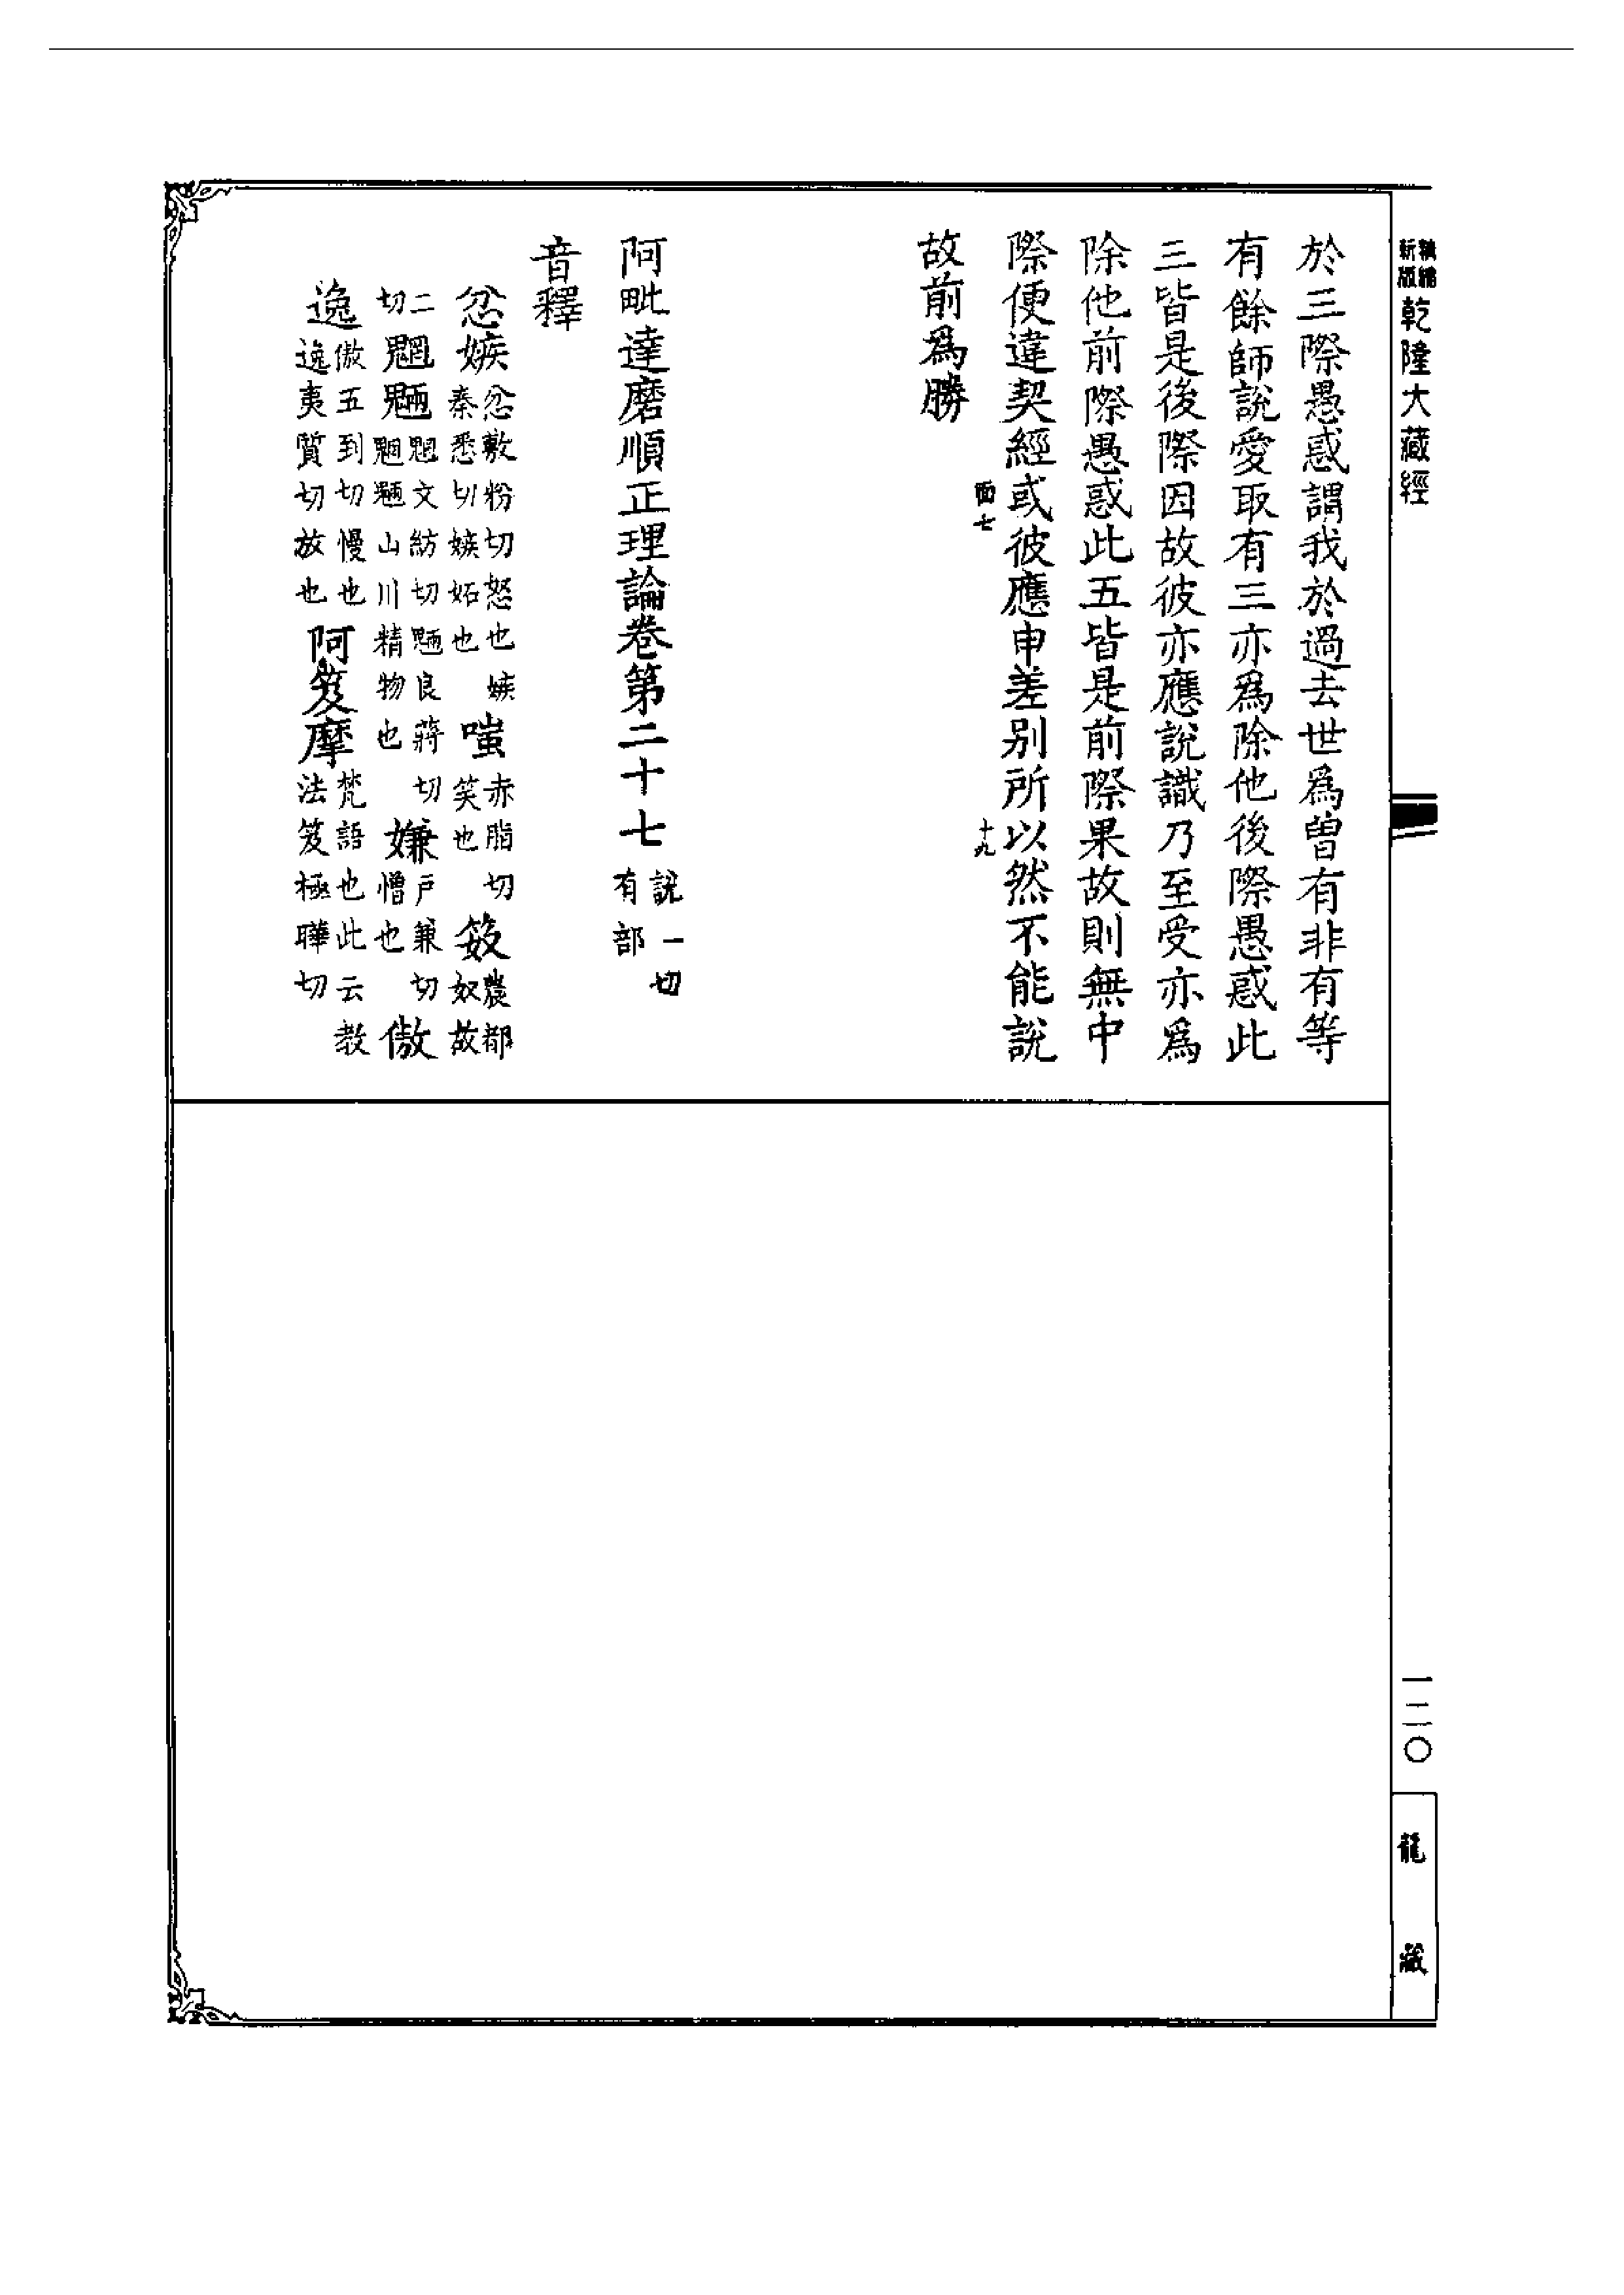 精縮新版乾隆大藏經
於三際愚惑謂我於過去世爲曾有非有等
有餘師說愛取有三亦爲除他後際愚惑此
三皆是後際因故彼亦應說識乃至受亦爲
除他前際愚惑此五皆是前際果故則無中
際便違契經或彼應申差別所以然不能說
十九
故前爲勝
阿毗達磨順正理論卷第二十七說一切有部
音釋
忿嫉忿敷粉切怒也嫉秦悉切嫉妬也嗤赤脂切笑也笯農都奴故
二切魍魎魍文紡切魎良蔣切魍魎山川精物也嫌戶兼切憎也傲
逸傲五到切慢也逸夷質切放也阿笈摩梵語也此云教法笈極曄切
一二〇
龍藏